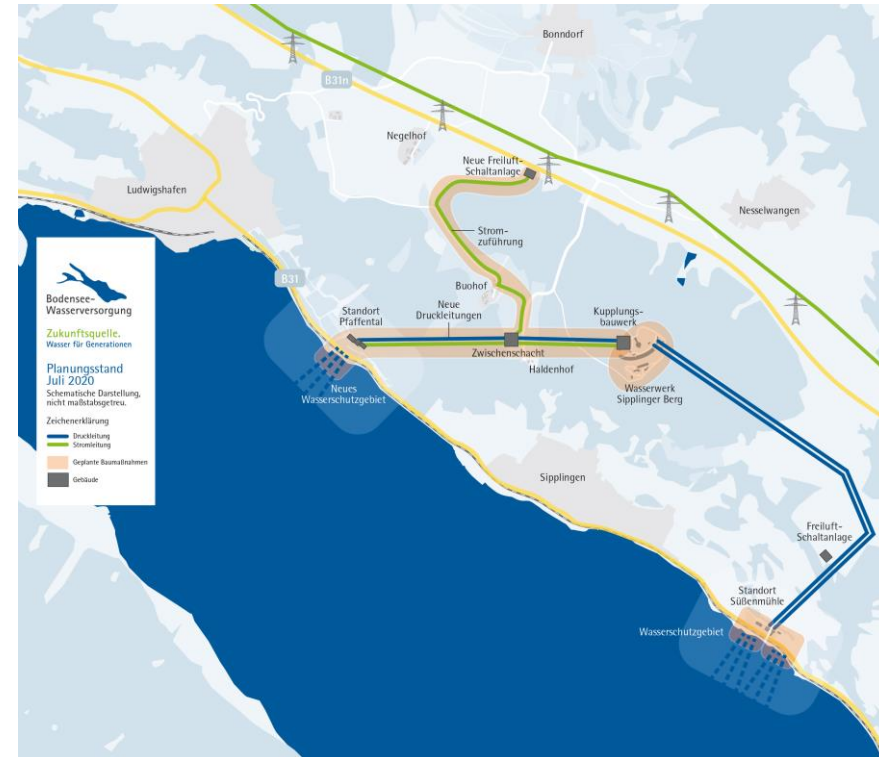 Bonndorf
B31n
Negelhof
Neue Freiluft-
Schaltanlage
Ludwigshafen
Nesselwangen
Strom-
zuführung
B31
Buohof
Standort
Pfaffental
Neue
Druckleitungen
Kupplungs-
bauwerk
Zwischenschacht
Haldenhof
Wasserwerk
Sipplinger Berg
Neues
Wasserschutzgebiet
Sipplingen
Freiluft-
Schaltanlage
Standort
Süßenmühle
Wasserschutzgebiet
Bodensee-
Wasserversorgung
Zukunftsquelle.
Wasser für Generationen
Planungsstand
Juli 2020
Schematische Darstellung,
nicht maßstabsgetreu.
Zeichenerklärung
Druckleitung
Stromleitung
Geplante Baumaßnahmen
Gebäude